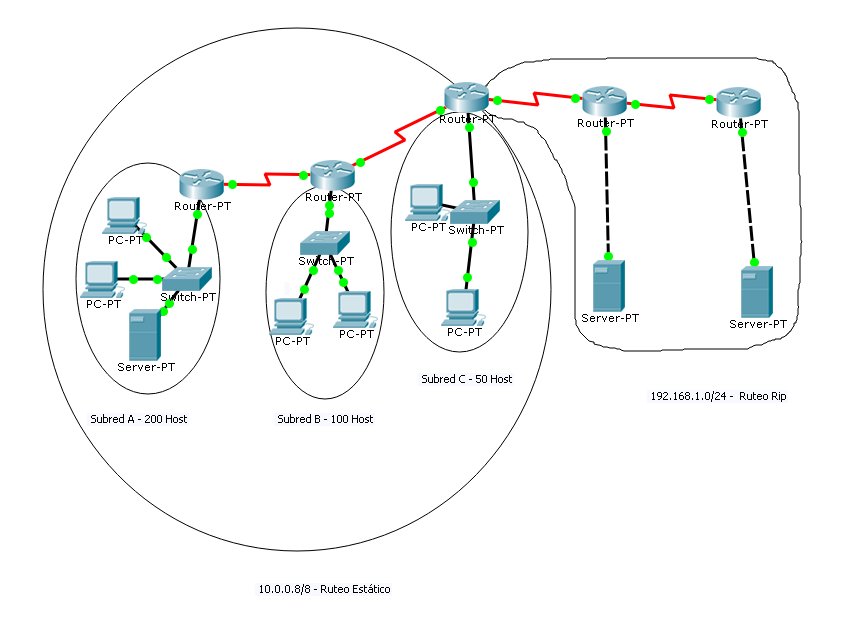 Router-PT
Router-PT
Router-PT
Router-PT
Router-PT
PC-PT
PC-PT
Switch-PT
Server-PT
Switch-PT
PC-PT
PC-PT
PC-PT
Switch-PT
PC-PT
Server-PT
Server-PT
Subred A - 200 Host
Subred B - 100 Host
Subred C - 50 Host
192.168.1.0/24 - Ruteo Rip
10.0.0.8/8 - Ruteo Estático